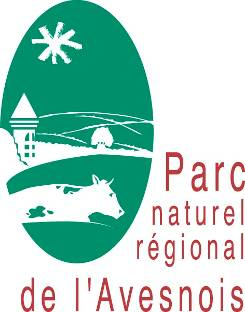 Parc
naturel
régional
de l'Avesnois